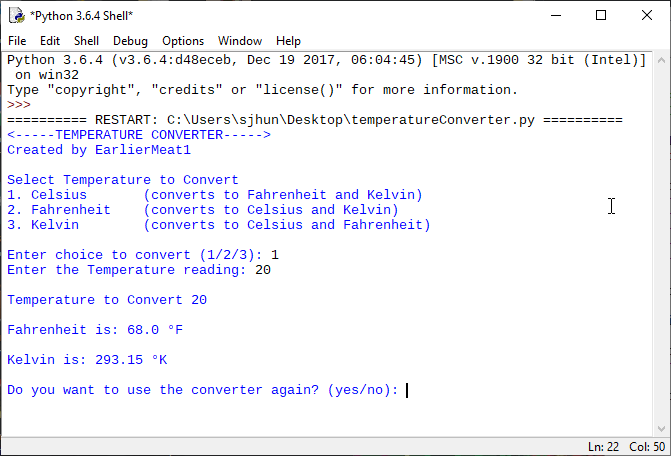 *Python 3.6.4 Shell*
File Edit Shell Debug Options Window Help
Python 3.6.4 (v3.6.4:d48eceb, Dec 19 2017, 06:04:45) [MSC v.1900 32 bit (Intel)]
 on win32
Type "copyright", "credits" or "license()" for more information.
>>>
========== RESTART: C:\Users\sjhun\Desktop\temperatureConverter.py ==========
<-----TEMPERATURE CONVERTER----->
Created by EarlierMeat1
Select Temperature to Convert
1. Celsius       (converts to Fahrenheit and Kelvin)
2. Fahrenheit    (converts to Celsius and Kelvin)
3. Kelvin        (converts to Celsius and Fahrenheit)
Enter choice to convert (1/2/3): 1
Enter the Temperature reading: 20
Temperature to Convert 20
Fahrenheit is: 68.0 °F
Kelvin is: 293.15 °K
Do you want to use the converter again? (yes/no):
Ln: 22 Col: 50